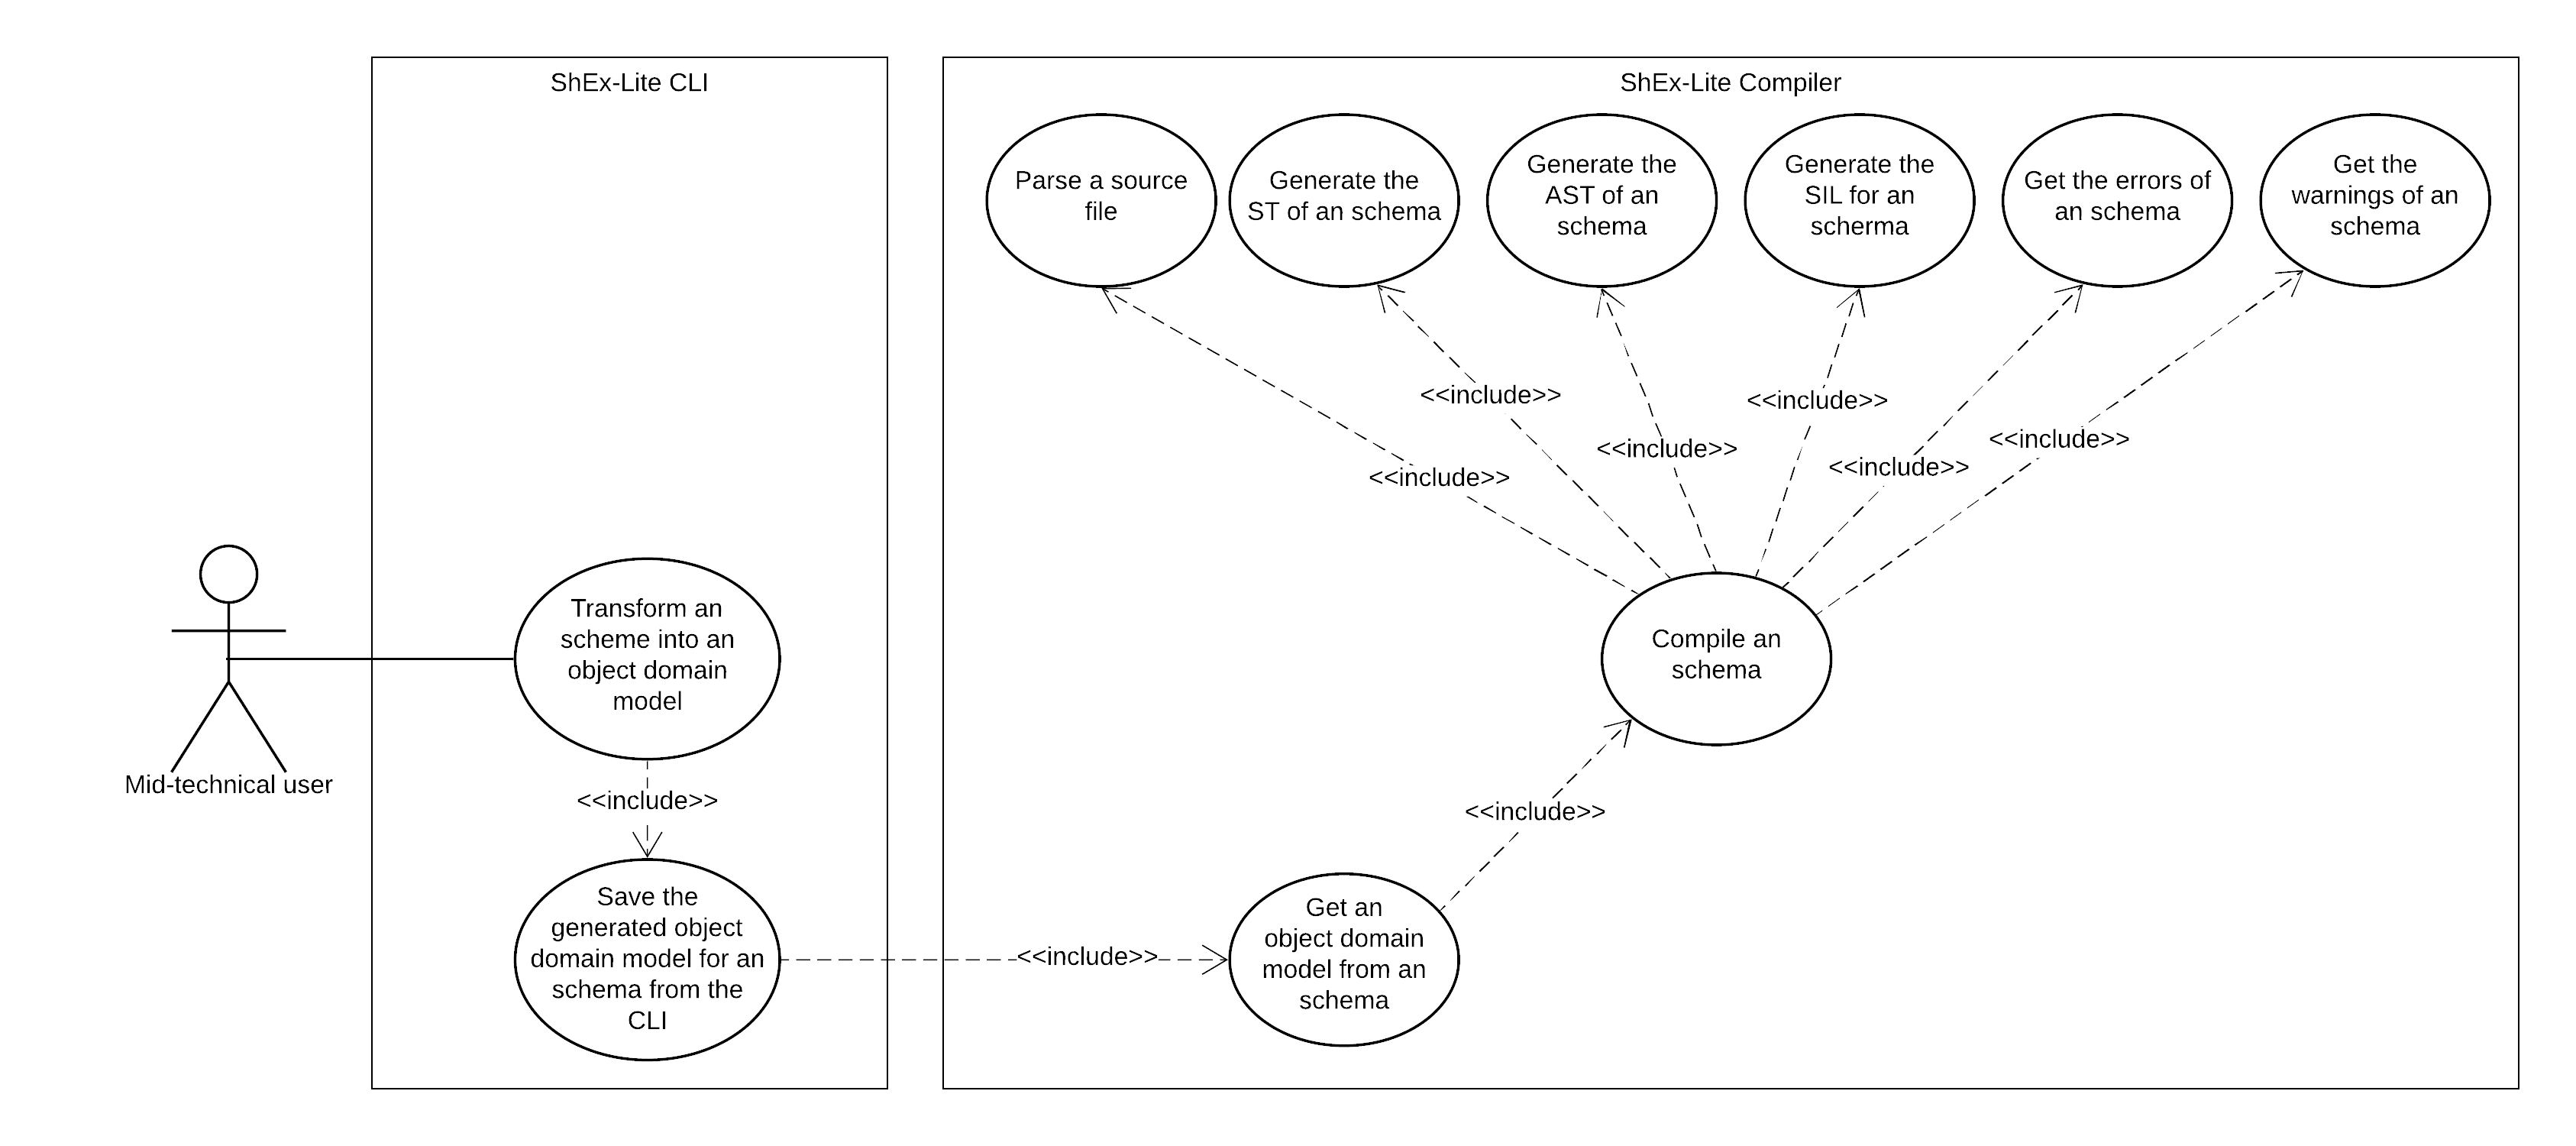 ShEx-Lite CLI
ShEx-Lite Compiler
Parse a source
file
Generate the
ST of an schema
Generate the
AST of an
schema
Generate the
SIL for an
scherma
Get the errors of
an schema
Get the
warnings of an
schema
<<include>>
<<include>>
<<include>>
<<include>>
<<include>>
<<include>>
Mid-technical user
Transform an
scheme into an
object domain
model
Compile an
schema
<<include>>
<<include>>
Save the
generated object
domain model for an
schema from the
CLI
<<include>>
Get an
object domain
model from an
schema